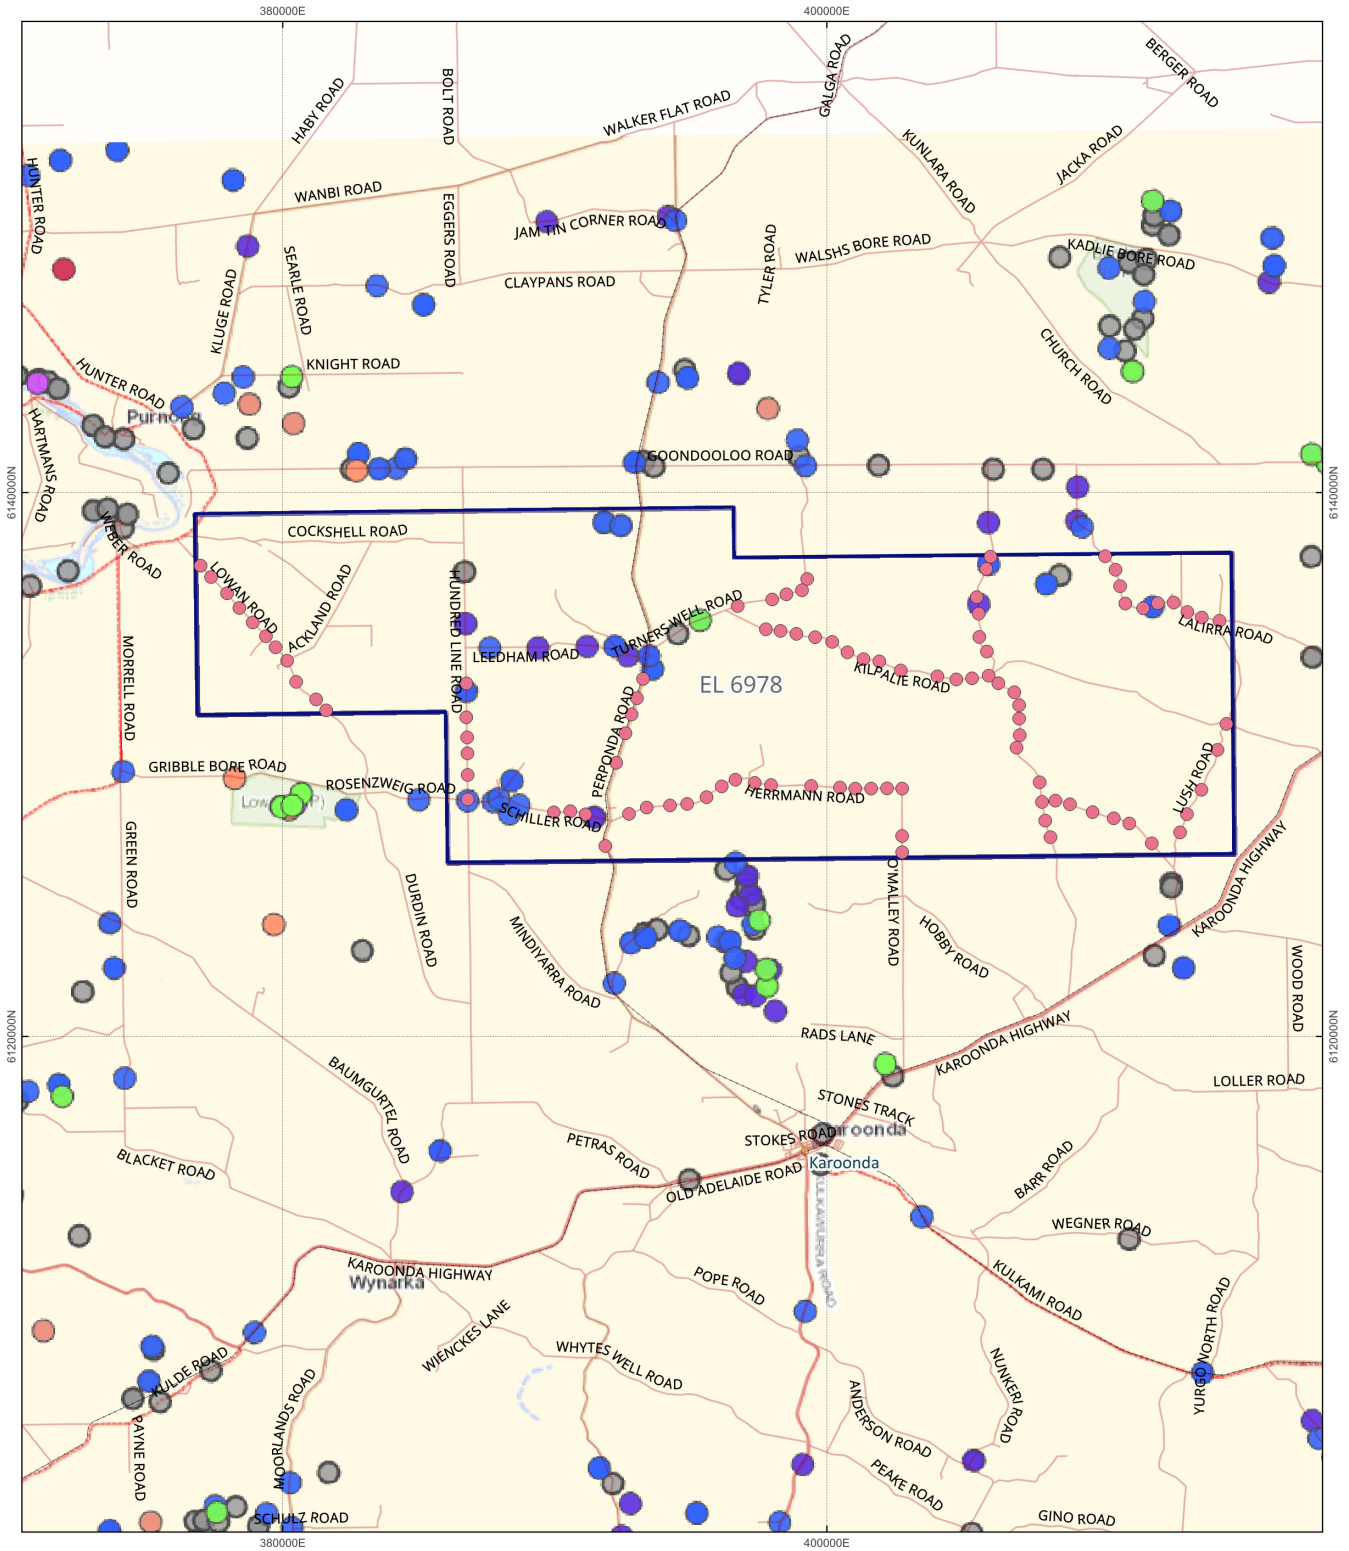 380000E
400000E
BERGER ROAD
GALGA ROAD
HABY ROAD
BOLT ROAD
WALKER FLAT ROAD
KUNLARA ROAD
JACKA ROAD
HUNTER ROAD
WANBI ROAD
EGGERS ROAD
JAM TIN CORNER ROAD
TYLER ROAD
WALSHS BORE ROAD
KADLIE BORE ROAD
SEARLE ROAD
CLAYPANS ROAD
KLUGE ROAD
CHURCH ROAD
KNIGHT ROAD
HUNTER ROAD
Purnong
HARTMANS ROAD
GOONDOOLOO ROAD
6140000N
6140000N
WEBER ROAD
COCKSHELL ROAD
LOWAN ROAD
ACKLAND ROAD
HUNDRED LINE ROAD
TURNERS WELL ROAD
LALIRRA ROAD
LEEDHAM ROAD
KILPALIE ROAD
EL 6978
MORRELL ROAD
PERPONDA ROAD
GRIBBLE BORE ROAD
ROSENZWEIG ROAD
HERRMANN ROAD
LUSH ROAD
SCHILLER ROAD
GREEN ROAD
KAROONDA HIGHWAY
O'MALLEY ROAD
DURDIN ROAD
MINDIYARRA ROAD
HOBBY ROAD
WOOD ROAD
6120000N
6120000N
RADS LANE
KAROONDA HIGHWAY
BAUMGURTEL ROAD
LOLLER ROAD
STONES TRACK
STOKES ROAD
Karoonda
PETRAS ROAD
BLACKET ROAD
Karoonda
OLD ADELAIDE ROAD
BARR ROAD
KULKAMURRA ROAD
WEGNER ROAD
KAROONDA HIGHWAY
Wynarka
POPE ROAD
KULKAMI ROAD
WIENCKES LANE
YURGO NORTH ROAD
WHYTES WELL ROAD
KULDE ROAD
NUNKERI ROAD
MOORLANDS ROAD
ANDERSON ROAD
PAYNE ROAD
PEAKE ROAD
SCHULZ ROAD
GINO ROAD
380000E
400000E